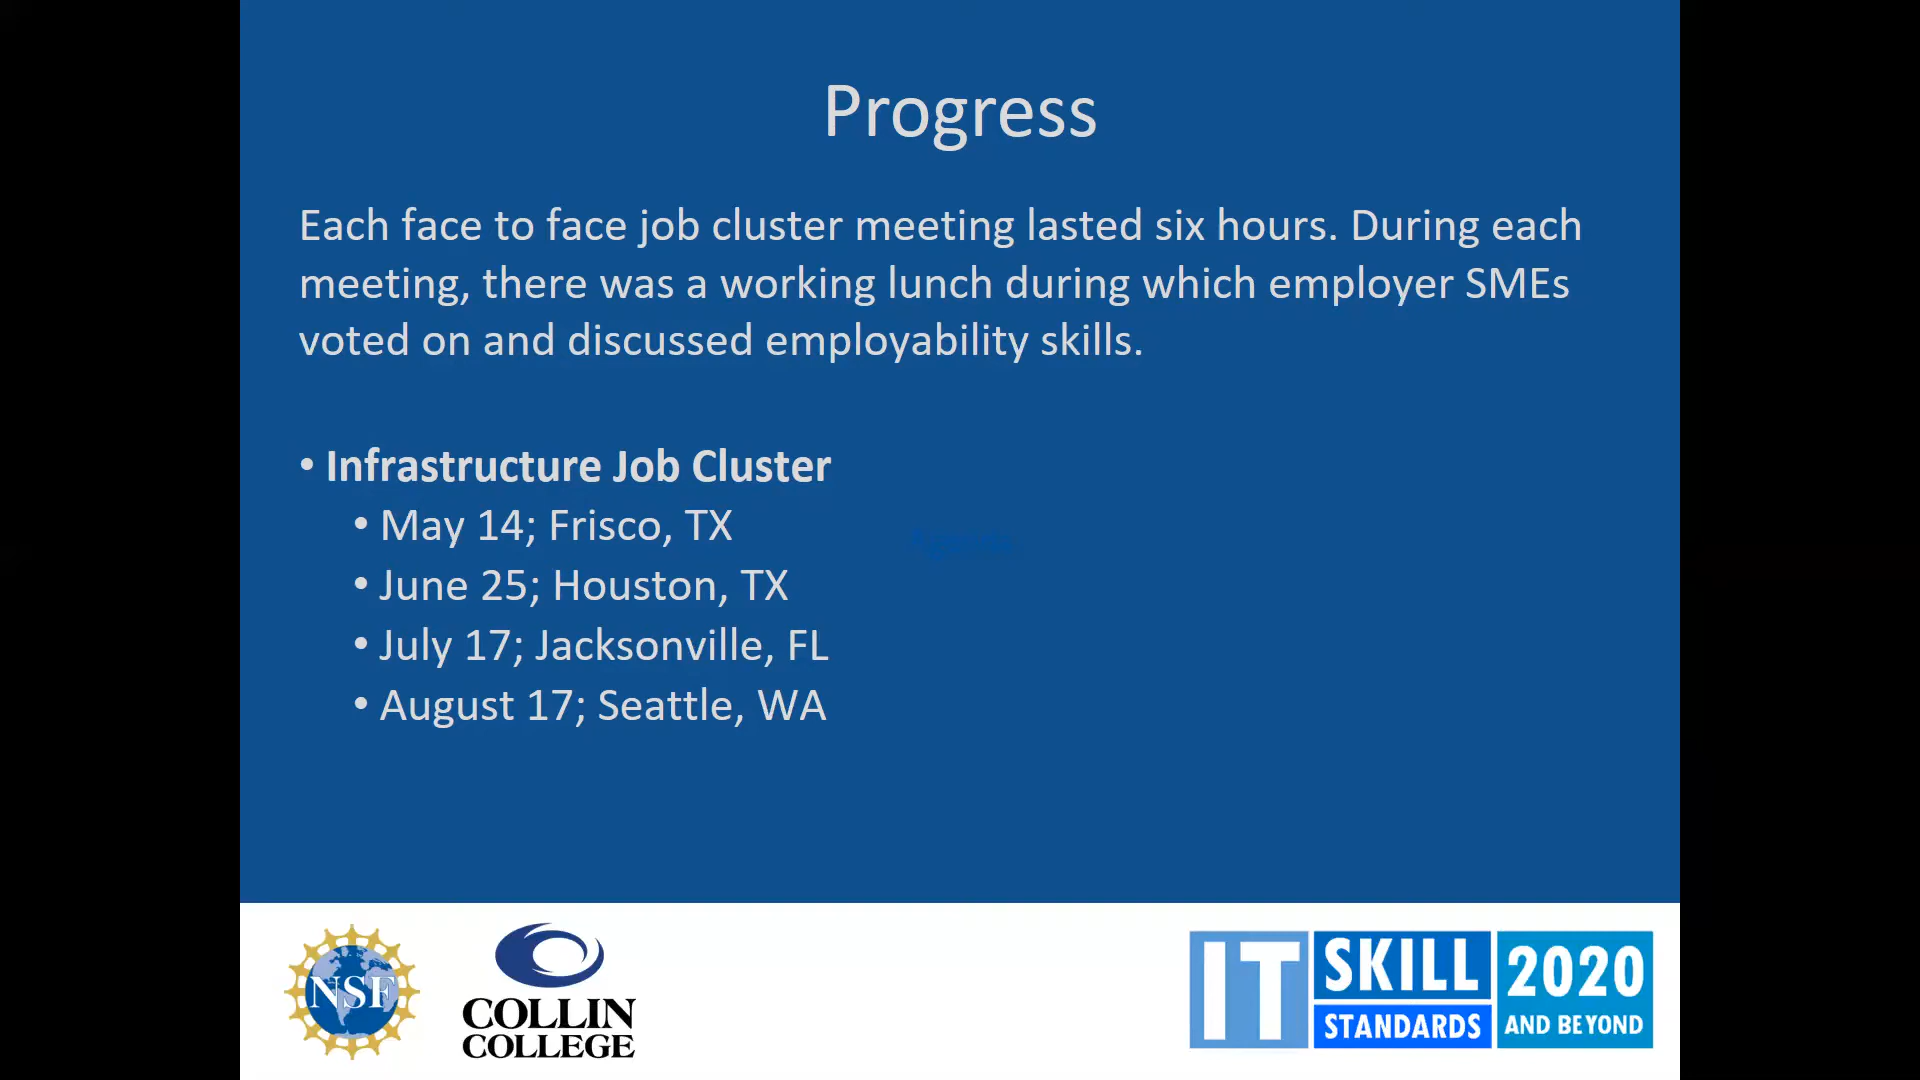 Progress
Each face to face job cluster meeting lasted six hours. During each
meeting, there was a working lunch during which employer SMEs
voted on and discussed employability skills.
• Infrastructure Job Cluster
• May 14; Frisco, TX
• June 25; Houston, TX
• July 17; Jacksonville, FL
• August 17; Seattle, WA
NSF
COLLIN
COLLEGE
IT SKILL STANDARDS
2020
AND BEYOND